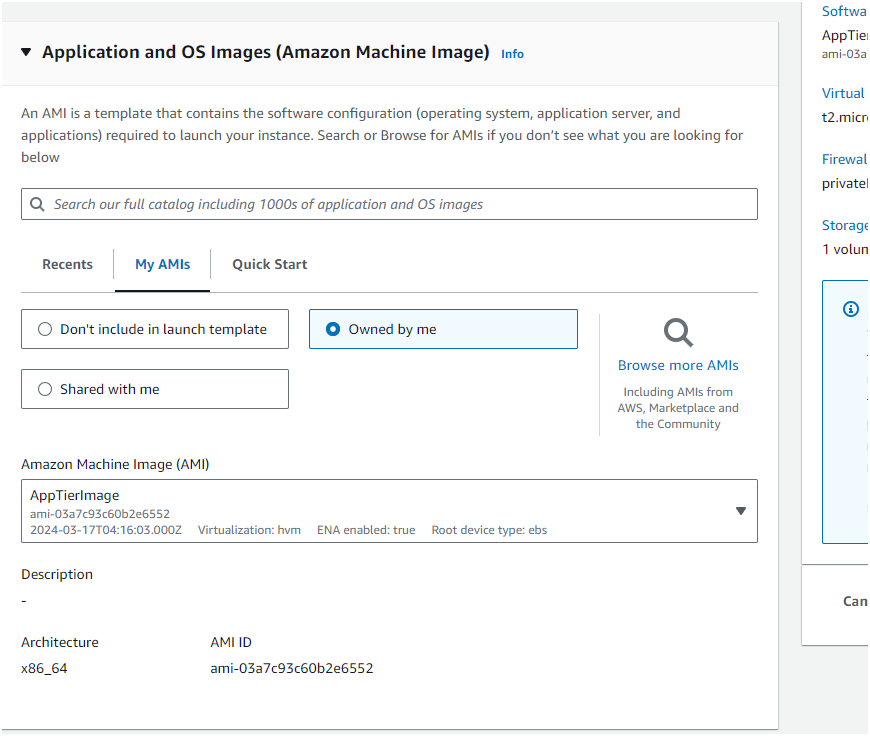 Application and OS Images (Amazon Machine Image) Info
An AMI is a template that contains the software configuration (operating system, application server, and
applications) required to launch your instance. Search or Browse for AMIs if you don't see what you are looking for
below
Search our full catalog including 1000s of application and OS images
Recents
My AMIs
Quick Start
Don't include in launch template
Owned by me
Shared with me
Browse more AMIs
Including AMIs from
AWS, Marketplace and
the Community
Amazon Machine Image (AMI)
AppTierImage
ami-03a7c93c60b2e6552
2024-03-17T04:16:03.000Z Virtualization: hvm ENA enabled: true Root device type: ebs
Description
-
Architecture
x86_64
AMI ID
ami-03a7c93c60b2e6552
Softwa
AppTier
ami-03a
Virtual
t2.micr
Firewal
private
Storage
1 volum
Can